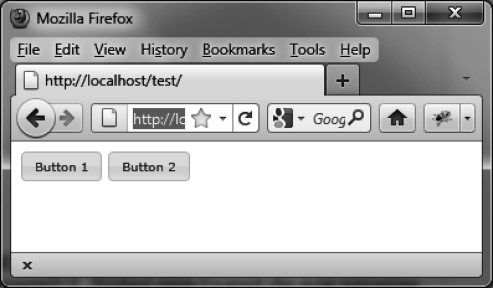 Mozilla Firefox
File Edit View History Bookmarks Tools Help
http://localhost/test/
http://lc Goog
Button 1 Button 2
x